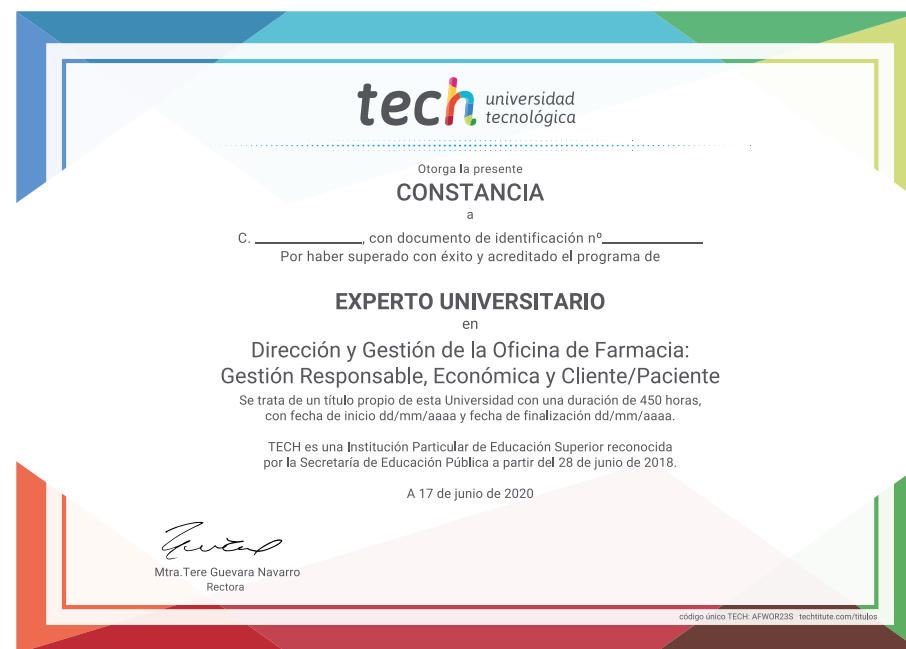 tech universidad
tecnológica
Otorga la presente
CONSTANCIA
a
C. ____________, con documento de identificación nº____________
Por haber superado con éxito y acreditado el programa de
EXPERTO UNIVERSITARIO
en
Dirección y Gestión de la Oficina de Farmacia:
Gestión Responsable, Económica y Cliente/Paciente
Se trata de un título propio de esta Universidad con una duración de 450 horas,
con fecha de inicio dd/mm/aaaa y fecha de finalización dd/mm/aaaa.
TECH es una Institución Particular de Educación Superior reconocida
por la Secretaría de Educación Pública a partir del 28 de junio de 2018.
A 17 de junio de 2020
Mtra.Tere Guevara Navarro
Rectora
código único TECH: AFWOR23S techtitute.com/titulos